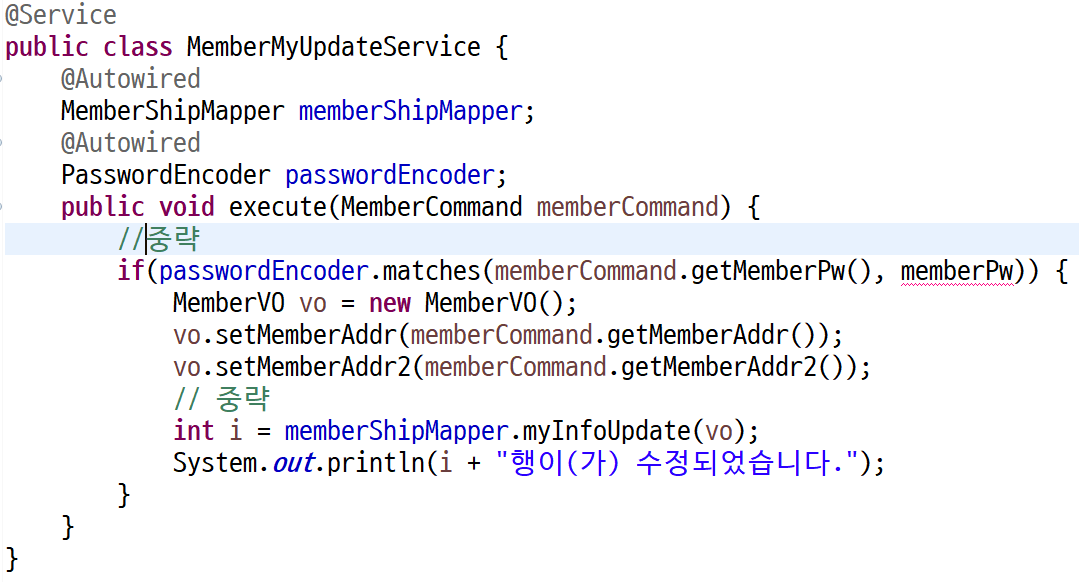 @Service
public class MemberMyUpdateService {
@Autowired
MemberShipMapper memberShipMapper;
@Autowired
PasswordEncoder passwordEncoder;
public void execute(MemberCommand memberCommand) {
//중략
if(passwordEncoder.matches(memberCommand.getMemberPw(), memberPw)) {
MemberVO vo = new MemberVO();
vo.setMemberAddr(memberCommand.getMemberAddr());
vo.setMemberAddr2(memberCommand.getMemberAddr2());
// 중략
int i = memberShipMapper.myInfoUpdate(vo);
System.out.println(i + "행이(가) 수정되었습니다.");
}
}
}